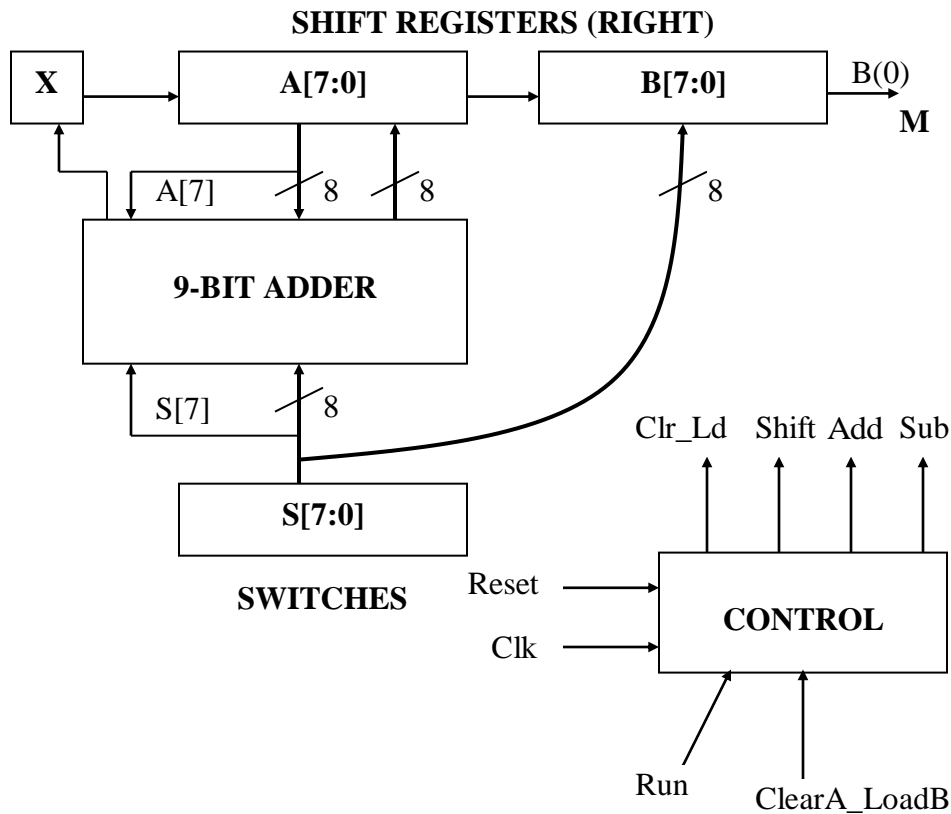 SHIFT REGISTERS (RIGHT)
X
A[7:0]
B[7:0]
B(0)
M
A[7]
8
8
8
9-BIT ADDER
S[7]
8
Clr_Ld
Shift
Add
Sub
S[7:0]
SWITCHES
Reset
Clk
CONTROL
Run
ClearA_LoadB